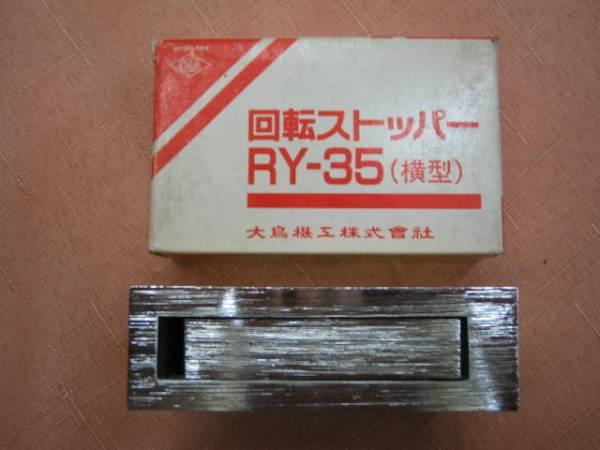 回転ストッパー
RY-35(横型)
大鳥機工株式會社